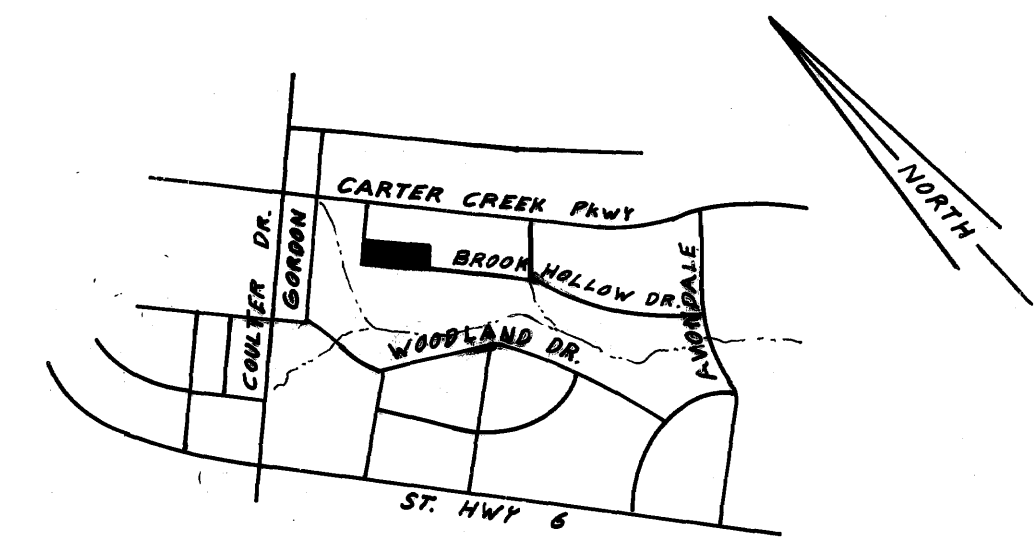 NORTH
CARTER CREEK PKWY
COULTER DR.
GORDON
BROOK HOLLOW DR.
AVONDALE
WOODLAND DR.
ST. HWY 6